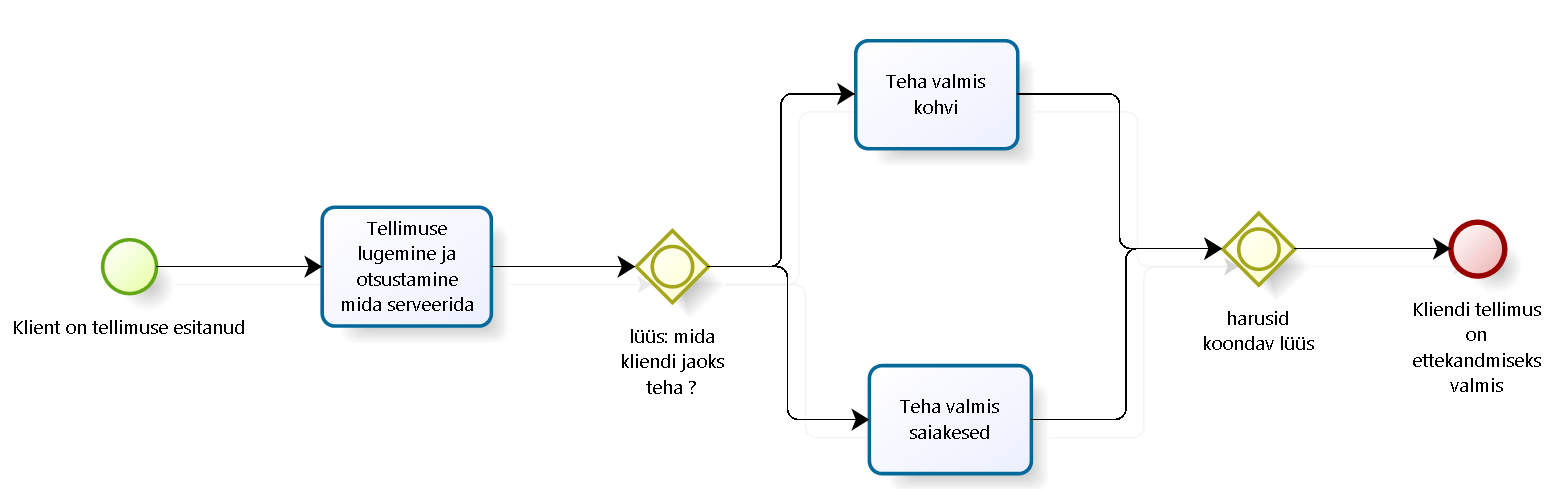 Klient on tellimuse esitanud
Tellimuse
lugemine ja
otsustamine
mida serveerida
lüüs: mida
kliendi jaoks
teha ?
Teha valmis
kohvi
Teha valmis
saiakesed
harusid
koondav lüüs
Kliendi tellimus
on
ettekandmiseks
valmis